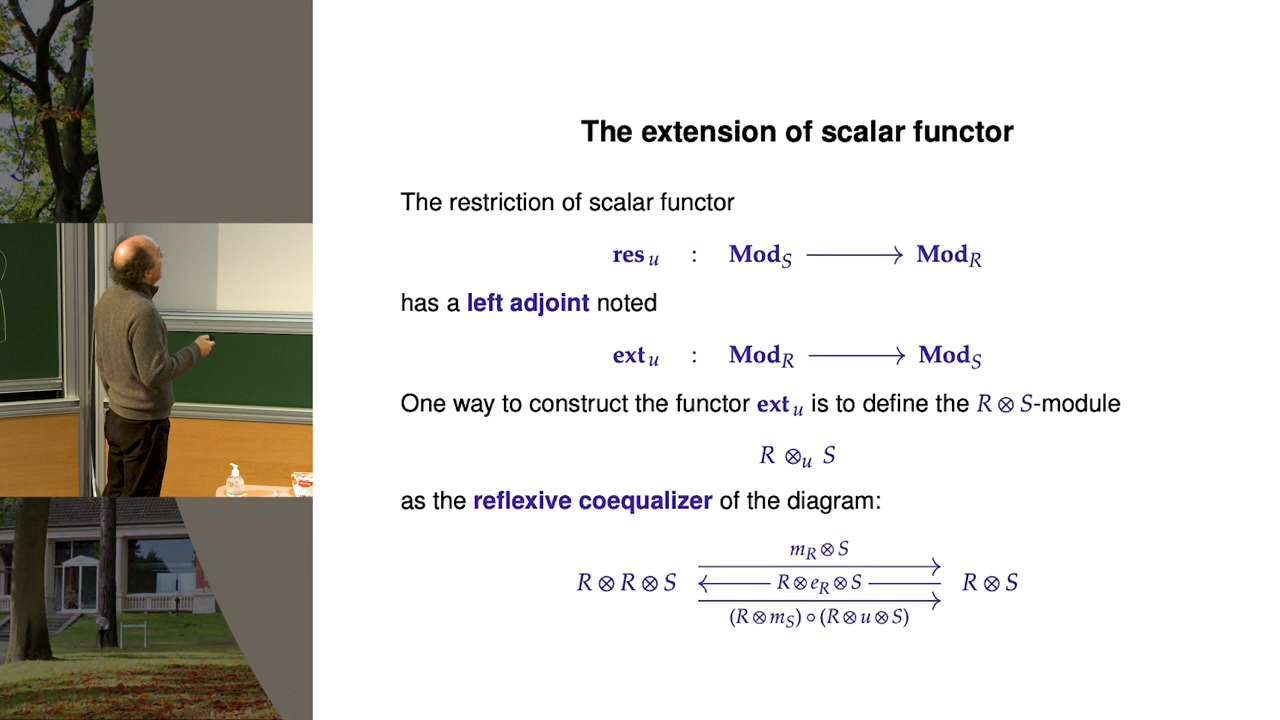 The extension of scalar functor
The restriction of scalar functor
res u : Mod_S ⟶ Mod_R
has a left adjoint noted
ext u : Mod_R ⟶ Mod_S
One way to construct the functor ext u is to define the R ⊗ S-module
R ⊗_u S
as the reflexive coequalizer of the diagram:
m_R ⊗ S
R ⊗ R ⊗ S ⟵ R ⊗ e_R ⊗ S — R ⊗ S
(R ⊗ m_S) ∘ (R ⊗ u ⊗ S)